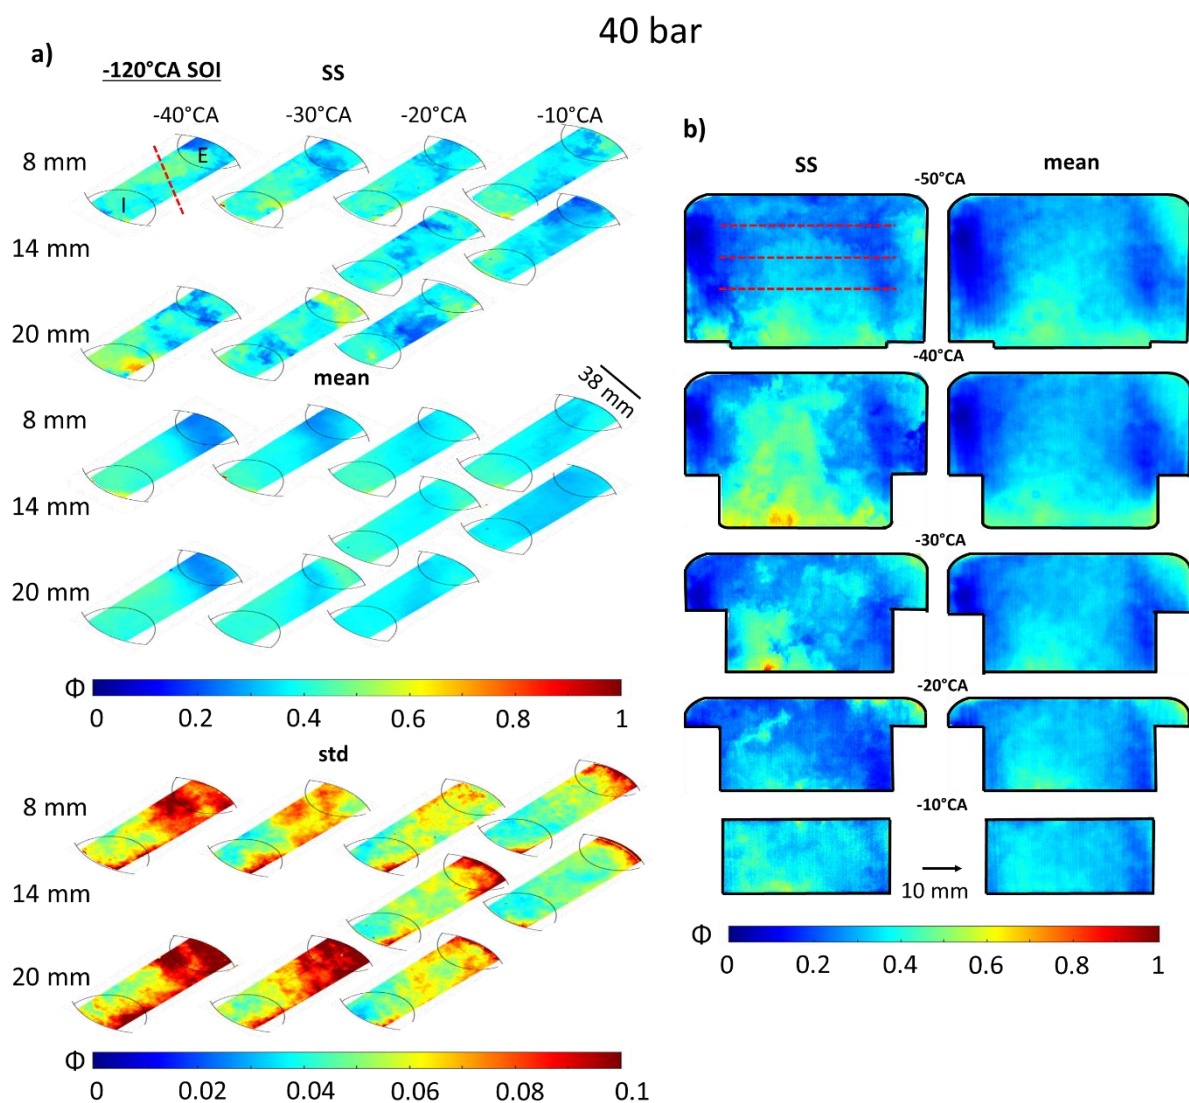 40 bar
a)
-120°CA SOI SS
-40°CA -30°CA -20°CA -10°CA
8 mm
E
I
14 mm
20 mm
mean
38 mm
8 mm
14 mm
20 mm
Φ
0 0.2 0.4 0.6 0.8 1
std
8 mm
14 mm
20 mm
Φ
0 0.02 0.04 0.06 0.08 0.1
b)
SS mean
-50°CA
-40°CA
-30°CA
-20°CA
-10°CA
10 mm
Φ
0 0.2 0.4 0.6 0.8 1